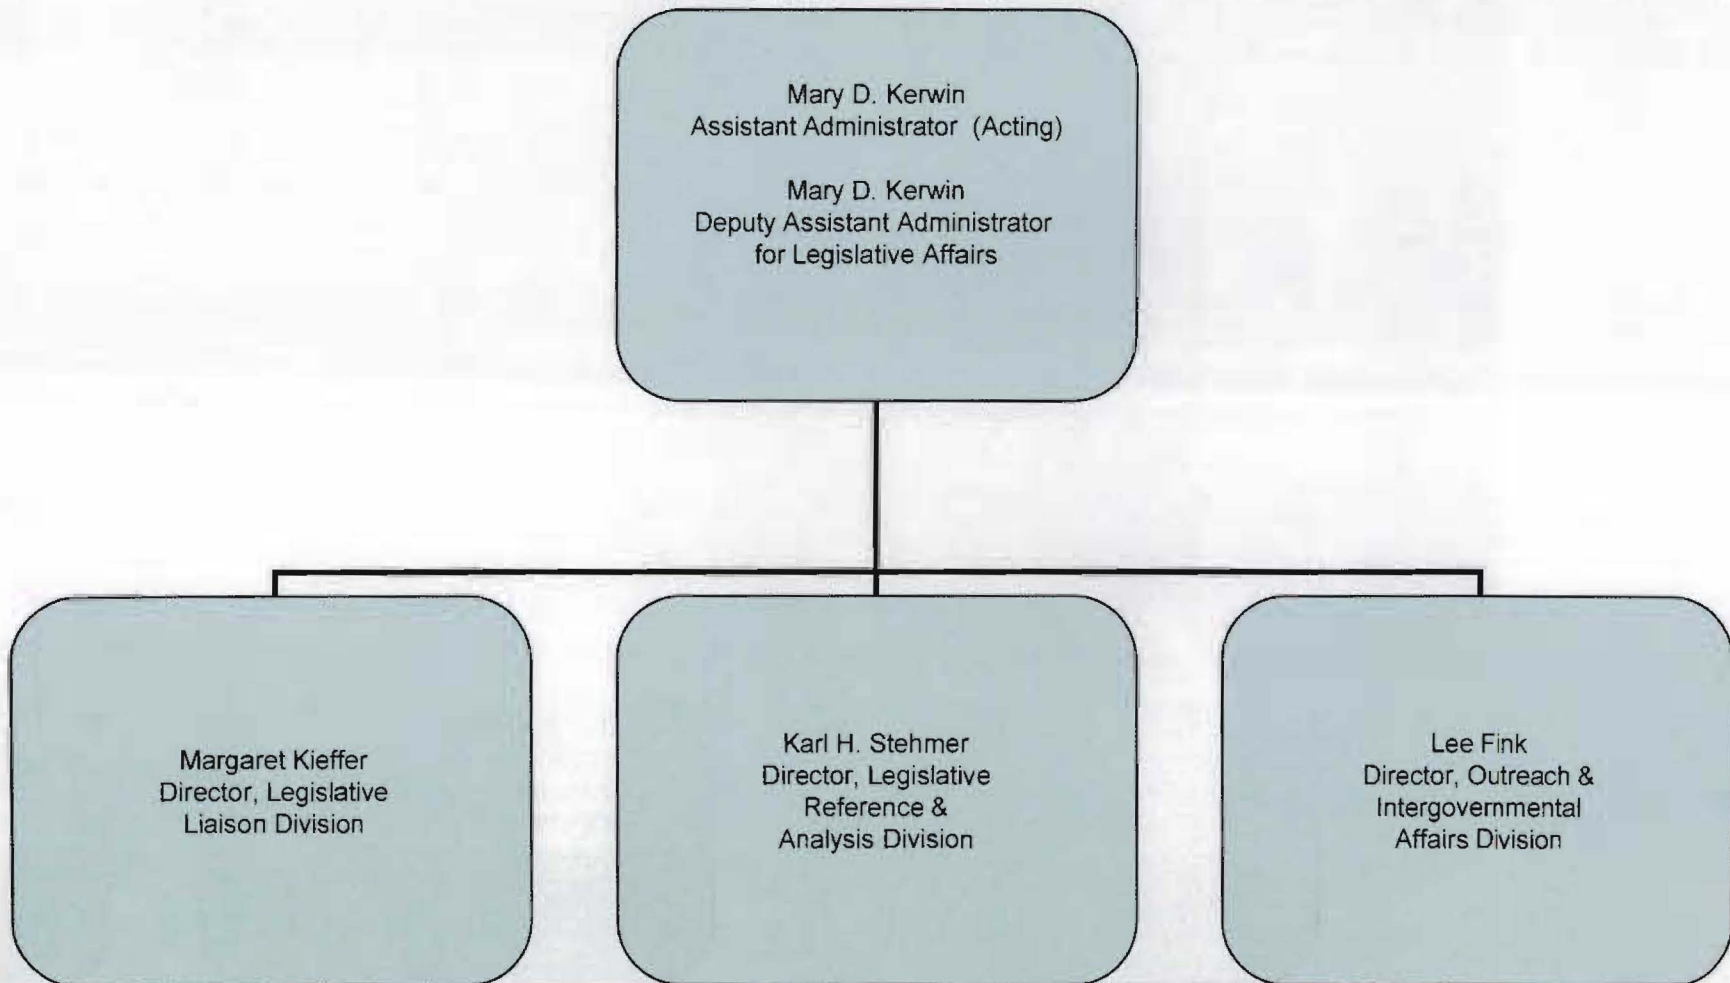 Mary D. Kerwin
Assistant Administrator (Acting)
Mary D. Kerwin
Deputy Assistant Administrator
for Legislative Affairs
Margaret Kieffer
Director, Legislative
Liaison Division
Karl H. Stehmer
Director, Legislative
Reference &
Analysis Division
Lee Fink
Director, Outreach &
Intergovernmental
Affairs Division